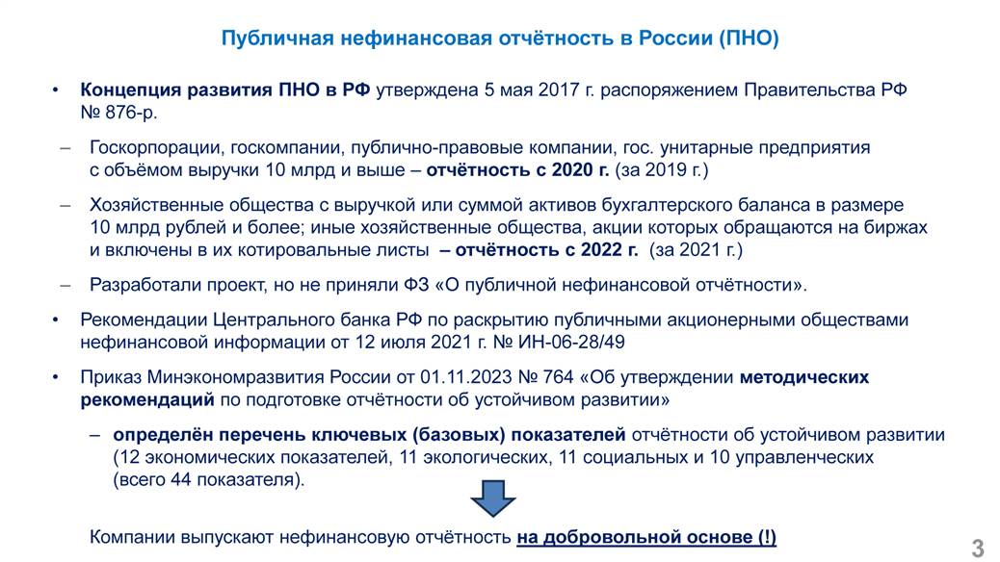 Публичная нефинансовая отчётность в России (ПНО)
• Концепция развития ПНО в РФ утверждена 5 мая 2017 г. распоряжением Правительства РФ
№ 876-р.
– Госкорпорации, госкомпании, публично-правовые компании, гос. унитарные предприятия
с объёмом выручки 10 млрд и выше – отчётность с 2020 г. (за 2019 г.)
– Хозяйственные общества с выручкой или суммой активов бухгалтерского баланса в размере
10 млрд рублей и более; иные хозяйственные общества, акции которых обращаются на биржах
и включены в их котировальные листы – отчётность с 2022 г. (за 2021 г.)
– Разработали проект, но не приняли ФЗ «О публичной нефинансовой отчётности».
• Рекомендации Центрального банка РФ по раскрытию публичными акционерными обществами
нефинансовой информации от 12 июля 2021 г. № ИН-06-28/49
• Приказ Минэкономразвития России от 01.11.2023 № 764 «Об утверждении методических
рекомендаций по подготовке отчётности об устойчивом развитии»
– определён перечень ключевых (базовых) показателей отчётности об устойчивом развитии
(12 экономических показателей, 11 экологических, 11 социальных и 10 управленческих
(всего 44 показателя).
Компании выпускают нефинансовую отчётность на добровольной основе (!)
3